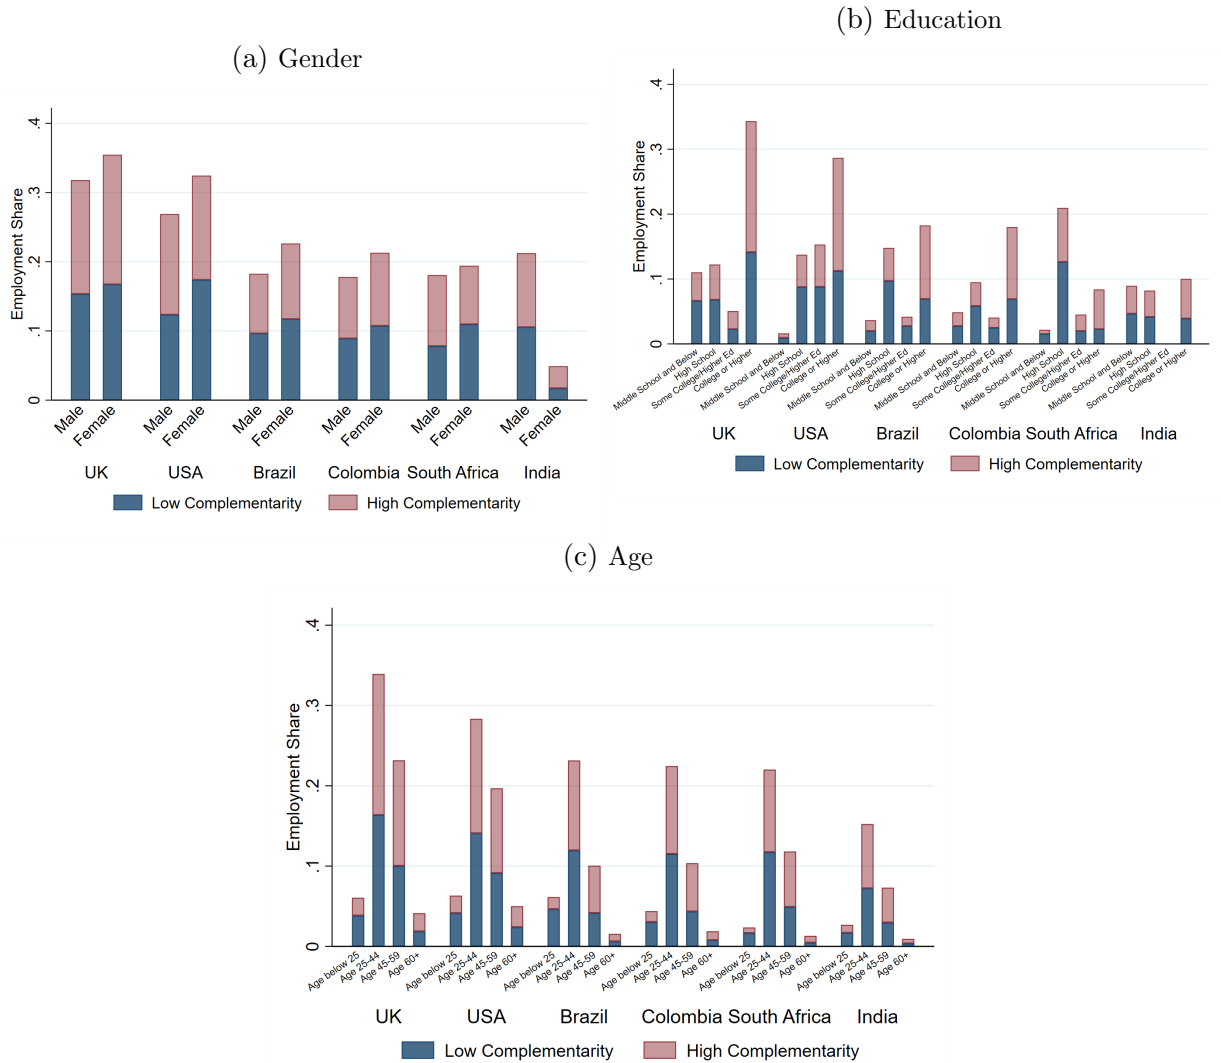 (a) Gender
Employment Share
.4
.3
.2
.1
0
Male Female Male Female Male Female Male Female Male Female Male Female
UK USA Brazil Colombia South Africa India
Low Complementarity High Complementarity
(b) Education
Employment Share
.4
.3
.2
.1
0
Middle School and Below High School Some College/Higher Ed College or Higher Middle School and Below High School Some College/Higher Ed College or Higher Middle School and Below High School Some College/Higher Ed College or Higher Middle School and Below High School Some College/Higher Ed College or Higher Middle School and Below High School Some College/Higher Ed College or Higher Middle School and Below High School Some College/Higher Ed College or Higher
UK USA Brazil Colombia South Africa India
Low Complementarity High Complementarity
(c) Age
Employment Share
.4
.3
.2
.1
0
Age below 25 Age 25-44 Age 45-59 Age 60+ Age below 25 Age 25-44 Age 45-59 Age 60+ Age below 25 Age 25-44 Age 45-59 Age 60+ Age below 25 Age 25-44 Age 45-59 Age 60+ Age below 25 Age 25-44 Age 45-59 Age 60+ Age below 25 Age 25-44 Age 45-59 Age 60+
UK USA Brazil Colombia South Africa India
Low Complementarity High Complementarity